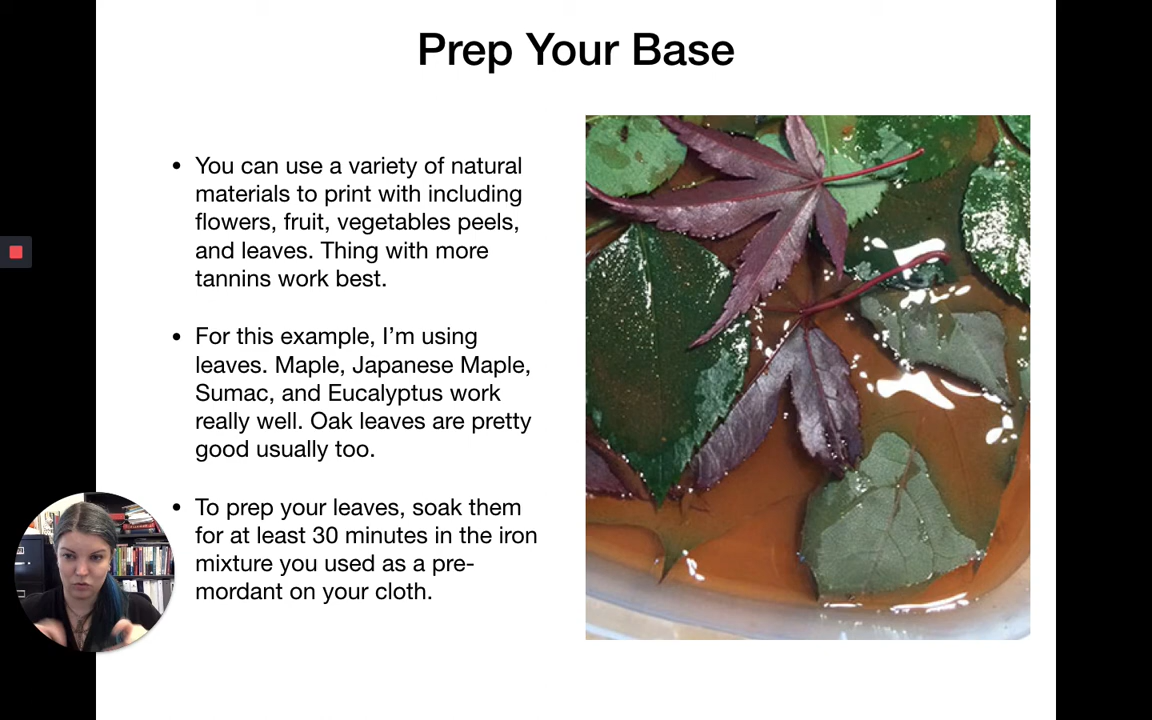 Prep Your Base
• You can use a variety of natural
materials to print with including
flowers, fruit, vegetables peels,
and leaves. Thing with more
tannins work best.
• For this example, I’m using
leaves. Maple, Japanese Maple,
Sumac, and Eucalyptus work
really well. Oak leaves are pretty
good usually too.
• To prep your leaves, soak them
for at least 30 minutes in the iron
mixture you used as a pre-
mordant on your cloth.